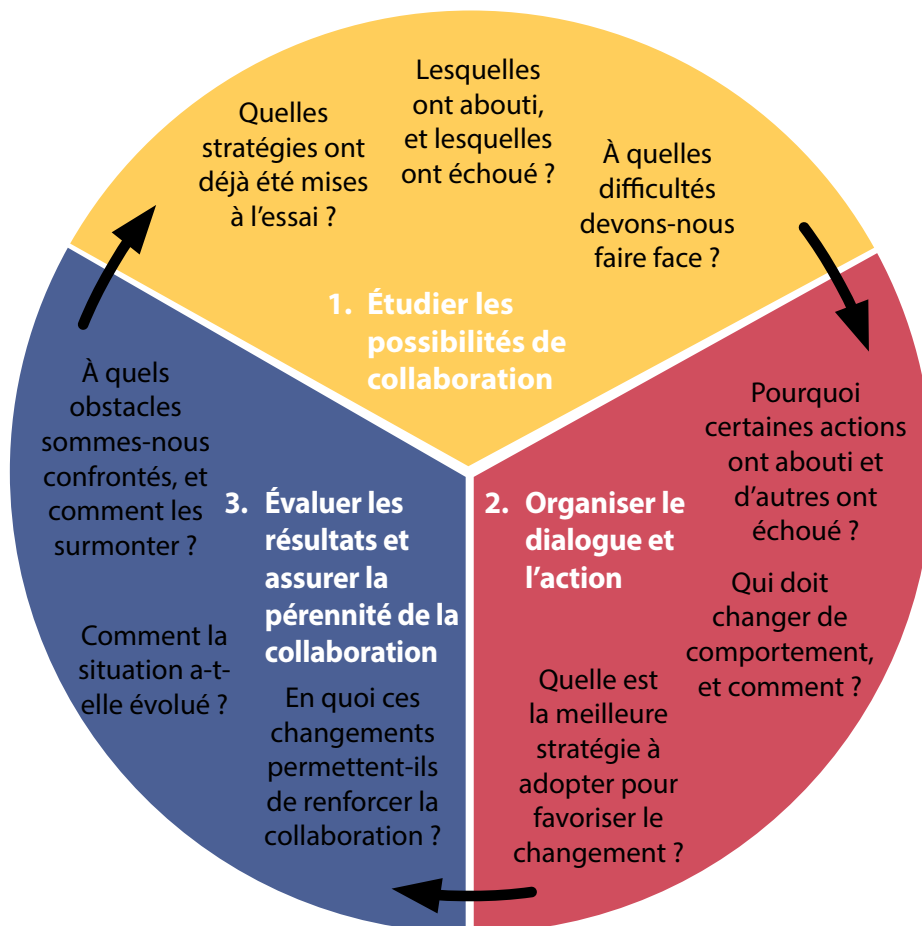 Quelles
stratégies ont
déjà été mises
à l’essai ?
Lesquelles
ont abouti,
et lesquelles
ont échoué ?
À quelles
difficultés
devons-nous
faire face ?
1. Étudier les
possibilités de
collaboration
Pourquoi
certaines actions
ont abouti et
d’autres ont
échoué ?
2. Organiser le
dialogue et
l’action
Qui doit
changer de
comportement,
et comment ?
Quelle est
la meilleure
stratégie à
adopter pour
favoriser le
changement ?
3. Évaluer les
résultats et
assurer la
pérennité de la
collaboration
En quoi ces
changements
permettent-ils
de renforcer la
collaboration ?
Comment la
situation a-t-
elle évolué ?
À quels
obstacles
sommes-nous
confrontés, et
comment les
surmonter ?